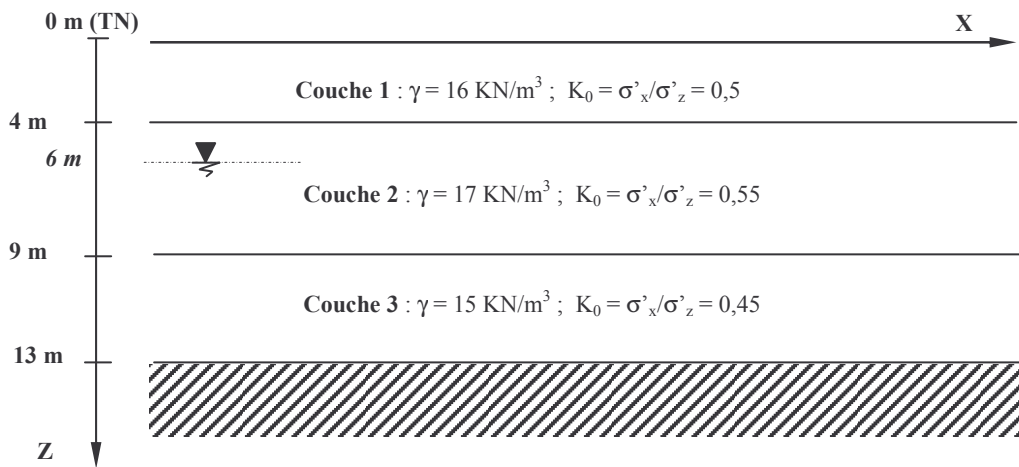 0 m (TN)
X
Couche 1 : γ = 16 KN/m³ ; K₀ = σ’ₓ/σ’z = 0,5
4 m
6 m
Couche 2 : γ = 17 KN/m³ ; K₀ = σ’ₓ/σ’z = 0,55
9 m
Couche 3 : γ = 15 KN/m³ ; K₀ = σ’ₓ/σ’z = 0,45
13 m
Z